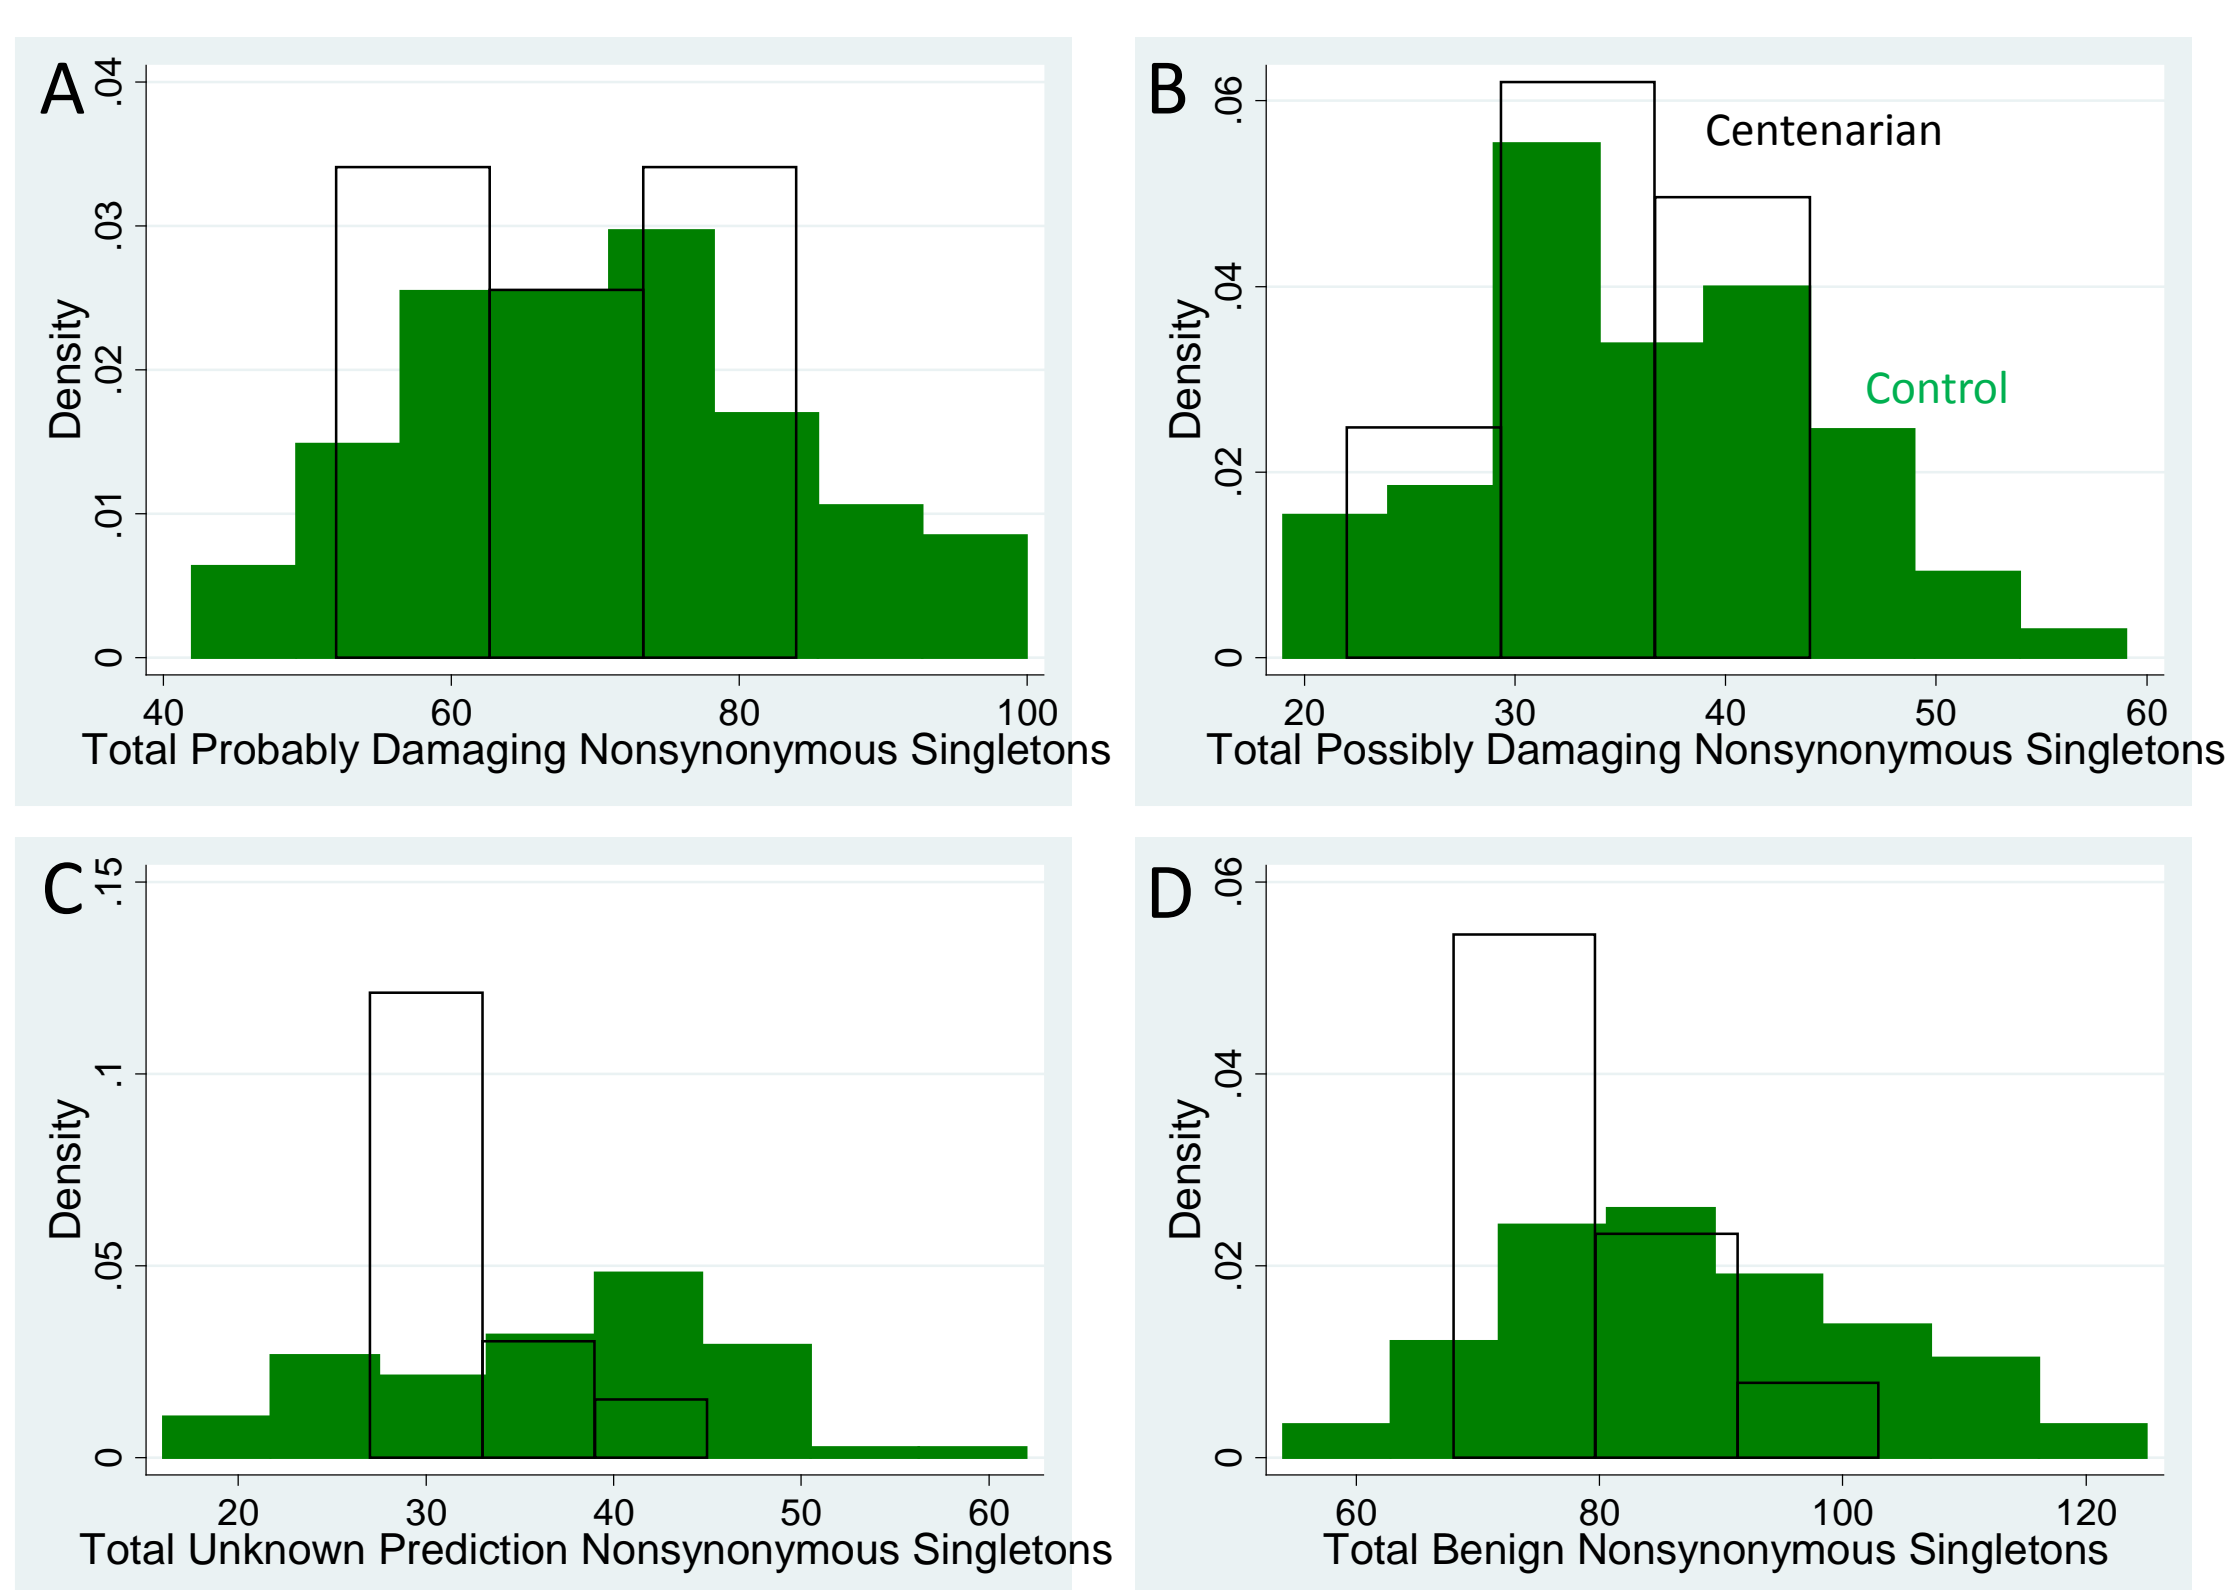 A
Density
0
.01
.02
.03
.04
40 60 80 100
Total Probably Damaging Nonsynonymous Singletons
B
Centenarian
Control
Density
0
.02
.04
.06
20 30 40 50 60
Total Possibly Damaging Nonsynonymous Singletons
C
Density
0
.05
.1
.15
20 30 40 50 60
Total Unknown Prediction Nonsynonymous Singletons
D
Density
0
.02
.04
.06
60 80 100 120
Total Benign Nonsynonymous Singletons